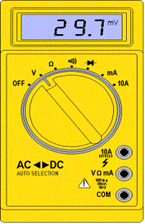 29.7 mV
Ω
V
mA
OFF
10A
AC ◄►DC
AUTO-SELECTION
10A
V Ω mA
COM